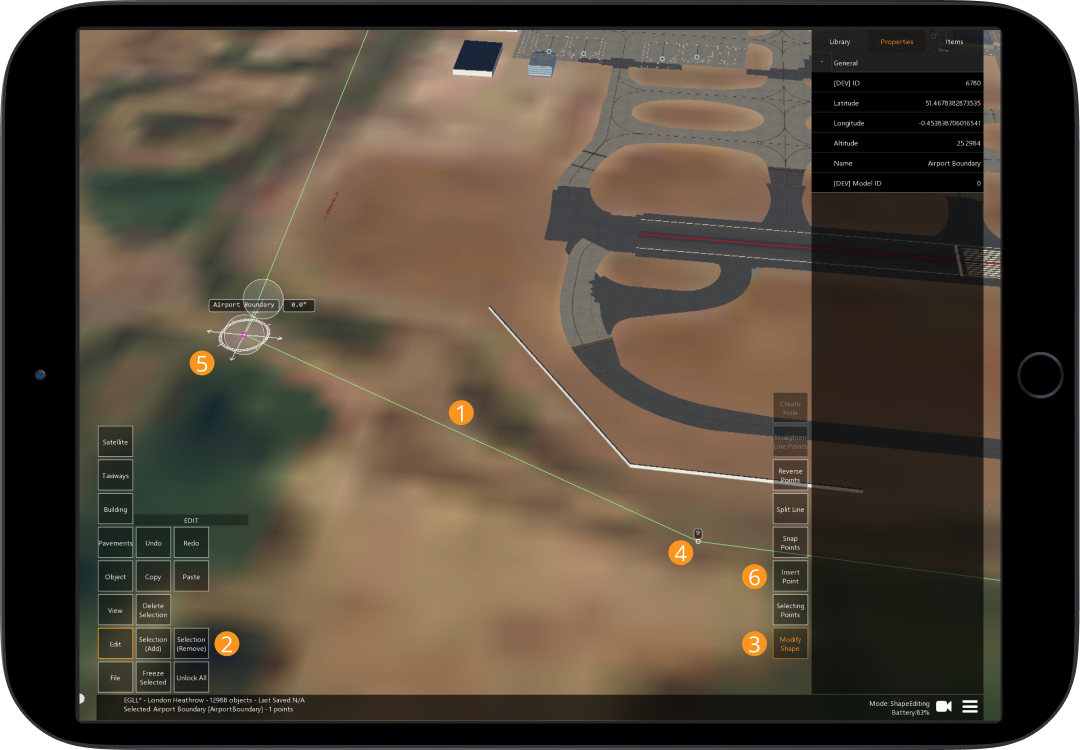 Library Properties Items
- General
[DEV] ID 6780
Latitude 51.4678382873535
Longitude -0.453838706016541
Altitude 25.2984
Name Airport Boundary
[DEV] Model ID 0
Airport Boundary 0.0°
5
1
Create
Hole
Straighten
Line Points
Reverse
Points
Split Line
9
4
Snap
Points
6
Insert
Point
Selecting
Points
3
Modify
Shape
Satellite
Taxiways
Building
EDIT
Pavements Undo Redo
Object Copy Paste
View Delete
Selection
Edit Selection
(Add) Selection
(Remove) 2
File Freeze
Selected Unlock All
EGLL* - London Heathrow - 12988 objects - Last Saved N/A
Selected: Airport Boundary [AirportBoundary] - 1 points
Mode: ShapeEditing
Battery:83%